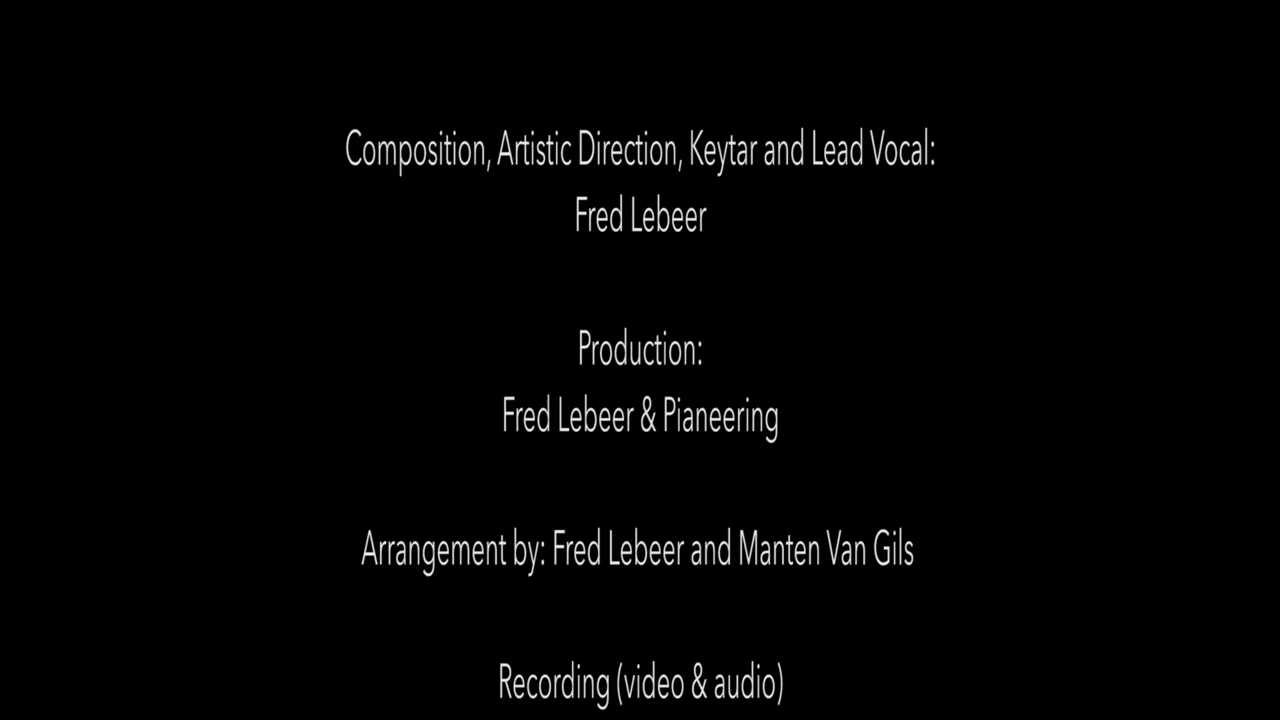 Composition, Artistic Direction, Keytar and Lead Vocal:
Fred Lebeer
Production:
Fred Lebeer & Pianeering
Arrangement by: Fred Lebeer and Manten Van Gils
Recording (video & audio)